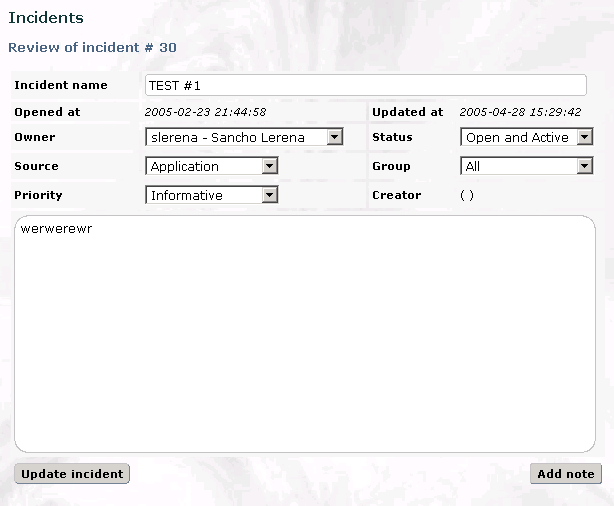 Incidents
Review of incident # 30
Incident name TEST #1
Opened at 2005-02-23 21:44:58 Updated at 2005-04-28 15:29:42
Owner slerena - Sancho Lerena Status Open and Active
Source Application Group All
Priority Informative Creator ( )
werwerewr
Update incident Add note